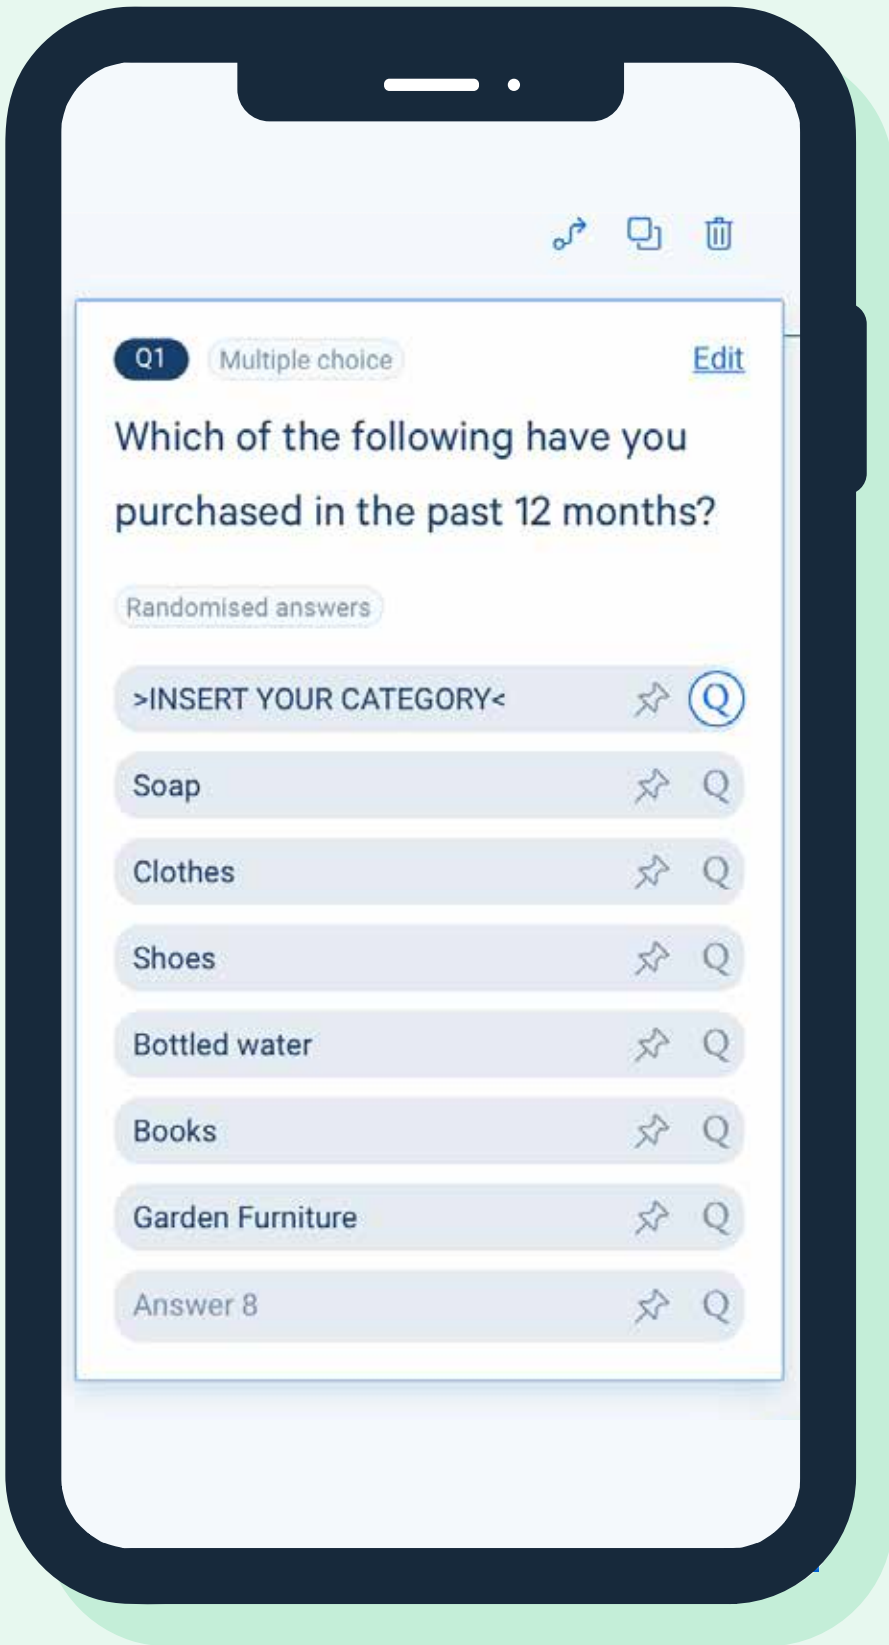 Q1 Multiple choice Edit
Which of the following have you
purchased in the past 12 months?
Randomised answers
>INSERT YOUR CATEGORY< Q
Soap Q
Clothes Q
Shoes Q
Bottled water Q
Books Q
Garden Furniture Q
Answer 8 Q